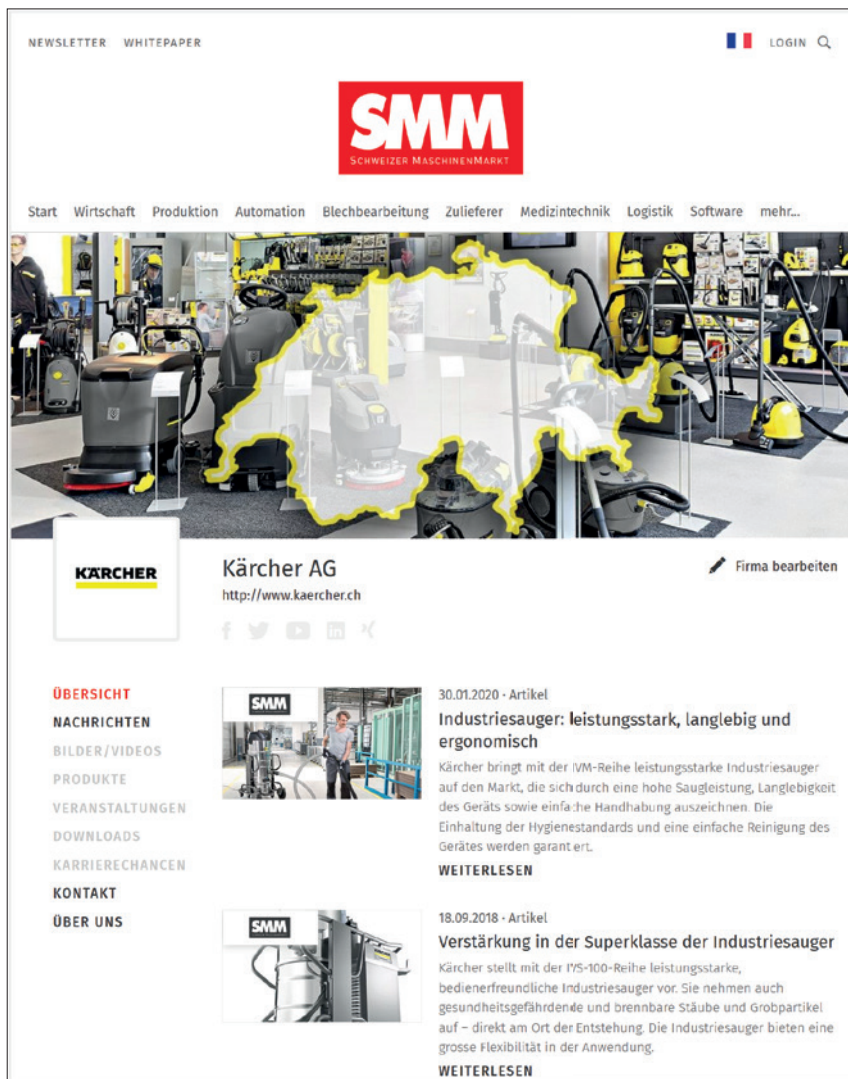 NEWSLETTER WHITEPAPER
LOGIN
SMM
SCHWEIZER MASCHINENMARKT
Start Wirtschaft Produktion Automation Blechbearbeitung Zulieferer Medizintechnik Logistik Software mehr...
KÄRCHER
Kärcher AG
http://www.kaercher.ch
Firma bearbeiten
ÜBERSICHT
NACHRICHTEN
BILDER/VIDEOS
PRODUKTE
VERANSTALTUNGEN
DOWNLOADS
KARRIERECHANCEN
KONTAKT
ÜBER UNS
SMM
30.01.2020 · Artikel
Industriesauger: leistungsstark, langlebig und
ergonomisch
Kärcher bringt mit der IVM-Reihe leistungsstarke Industriesauger
auf den Markt, die sich durch eine hohe Saugleistung, Langlebigkeit
des Geräts sowie einfache Handhabung auszeichnen. Die
Einhaltung der Hygienestandards und eine einfache Reinigung des
Gerätes werden garantiert.
WEITERLESEN
SMM
18.09.2018 · Artikel
Verstärkung in der Superklasse der Industriesauger
Kärcher stellt mit der IVS-100-Reihe leistungsstarke,
bedienerfreundliche Industriesauger vor. Sie nehmen auch
gesundheitsgefährdende und brennbare Stäube und Grobpartikel
auf – direkt am Ort der Entstehung. Die Industriesauger bieten eine
grosse Flexibilität in der Anwendung.
WEITERLESEN